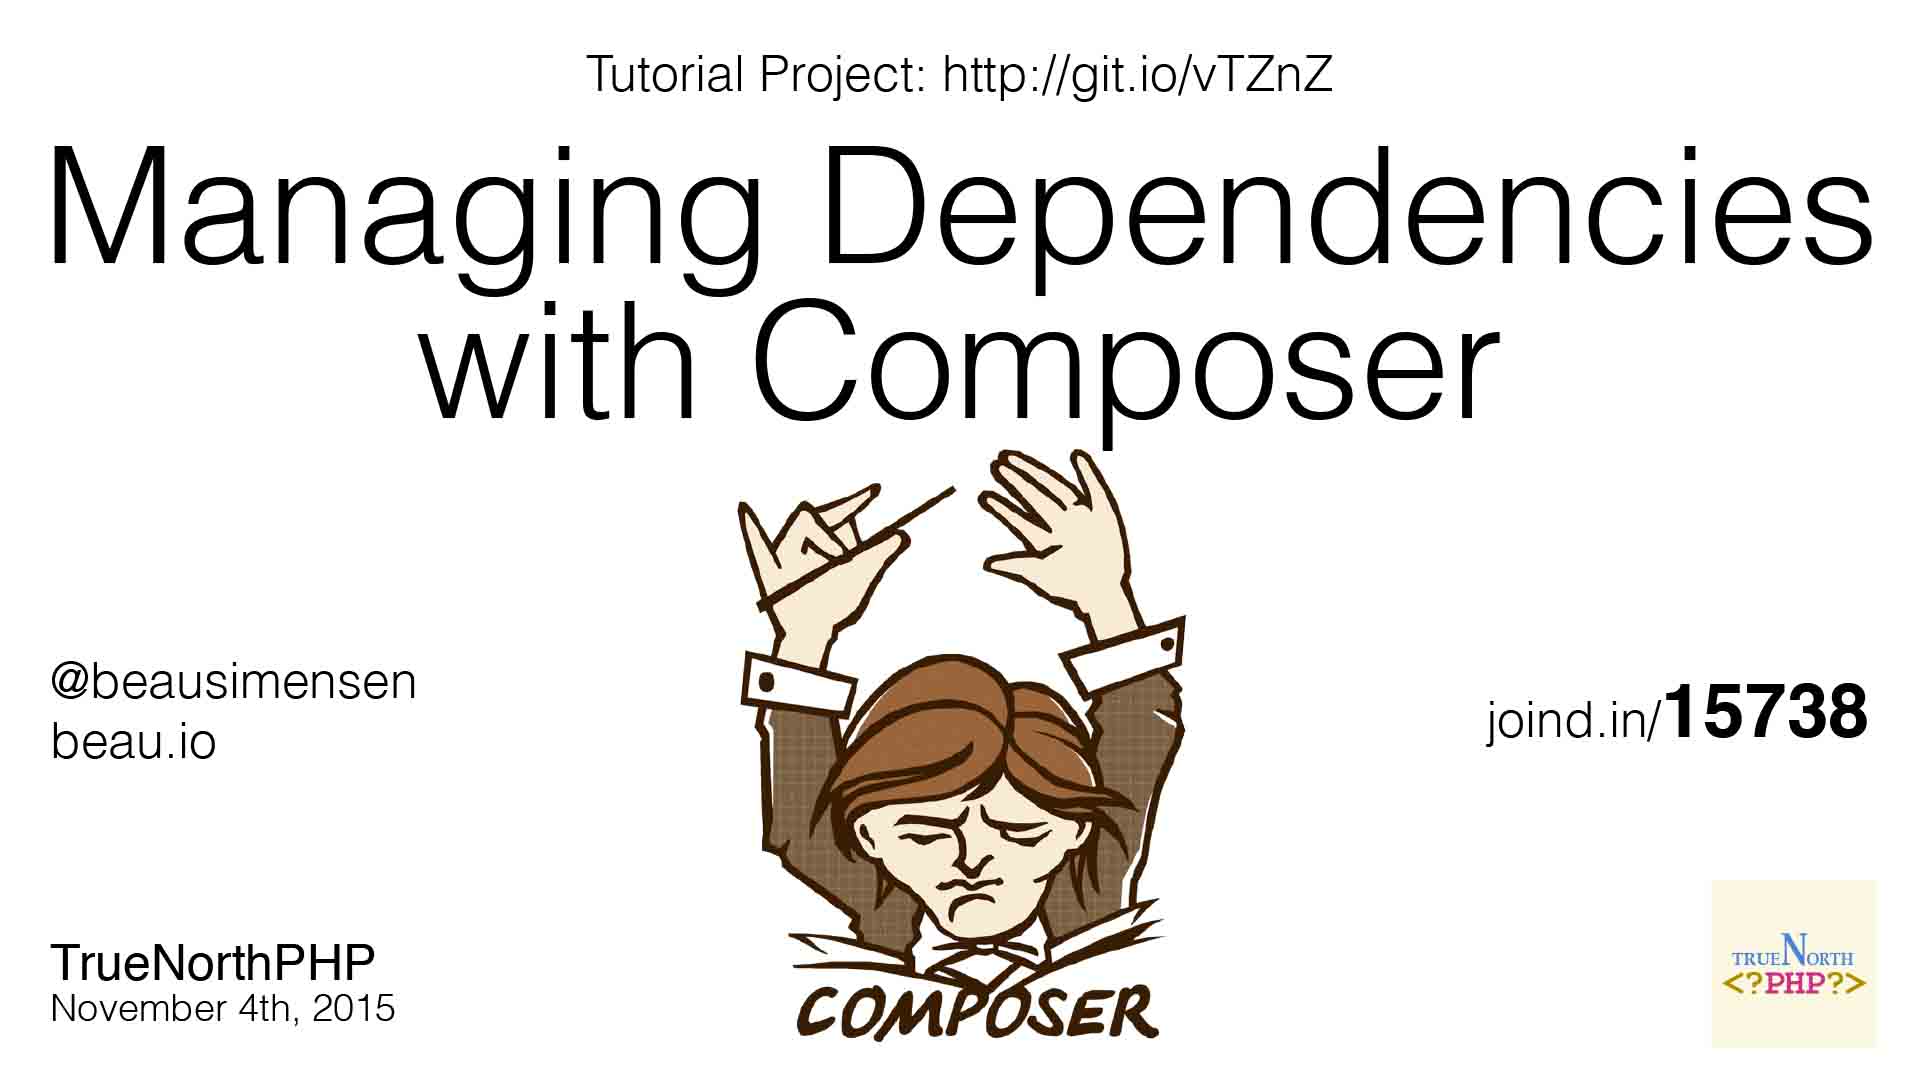 Tutorial Project: http://git.io/vTZnZ
Managing Dependencies
with Composer
@beausimensen
beau.io
joind.in/15738
TrueNorthPHP
November 4th, 2015
COMPOSER
TRUENORTH
<?PHP?>